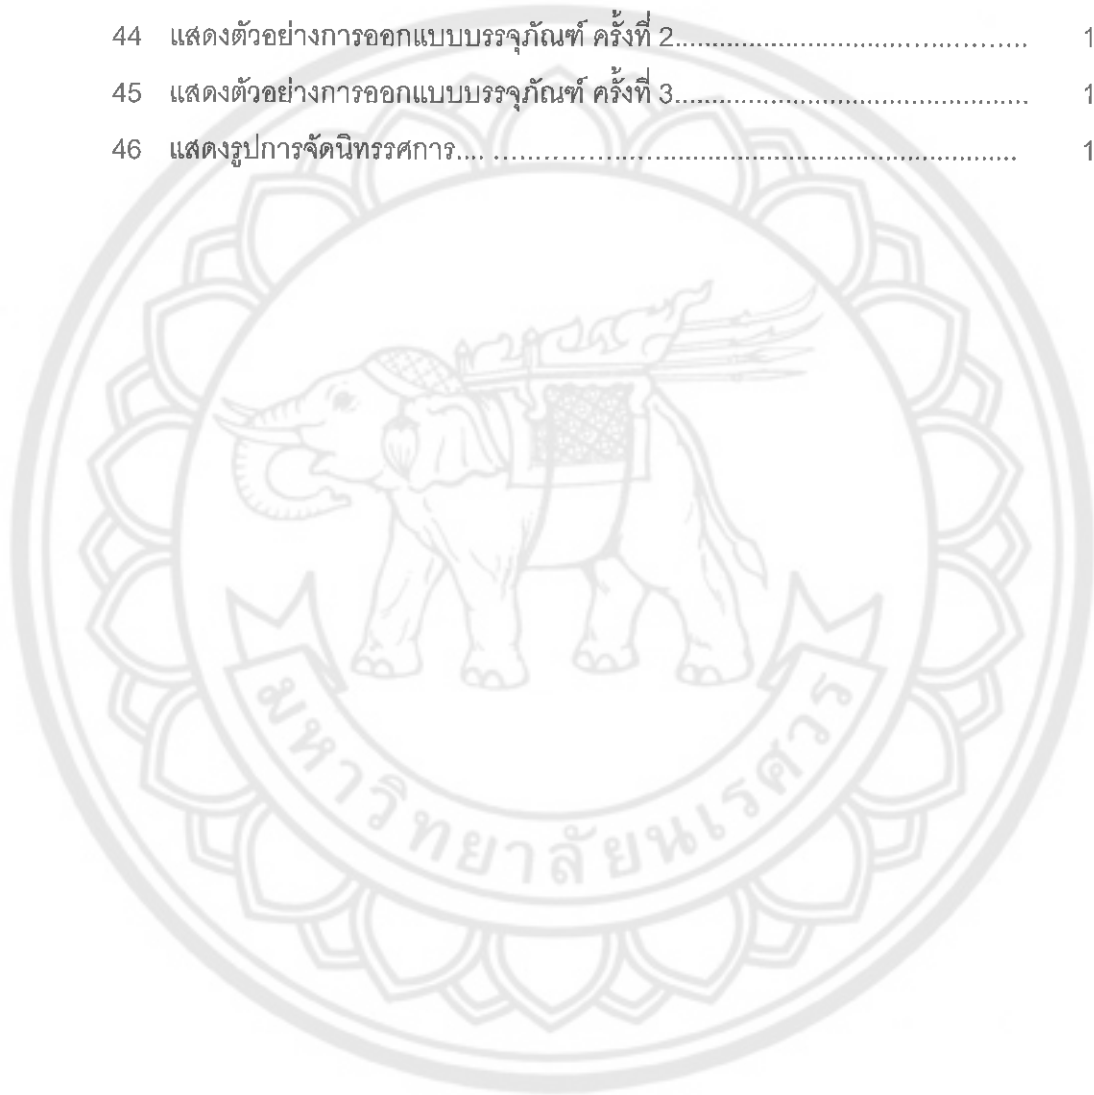 44 แสดงตัวอย่างการออกแบบบรรจุภัณฑ์ ครั้งที่ 2........................................ 1
45 แสดงตัวอย่างการออกแบบบรรจุภัณฑ์ ครั้งที่ 3........................................ 1
46 แสดงรูปการจัดนิทรรศการ.................................................................. 1
มหาวิทยาลัยนเรศวร